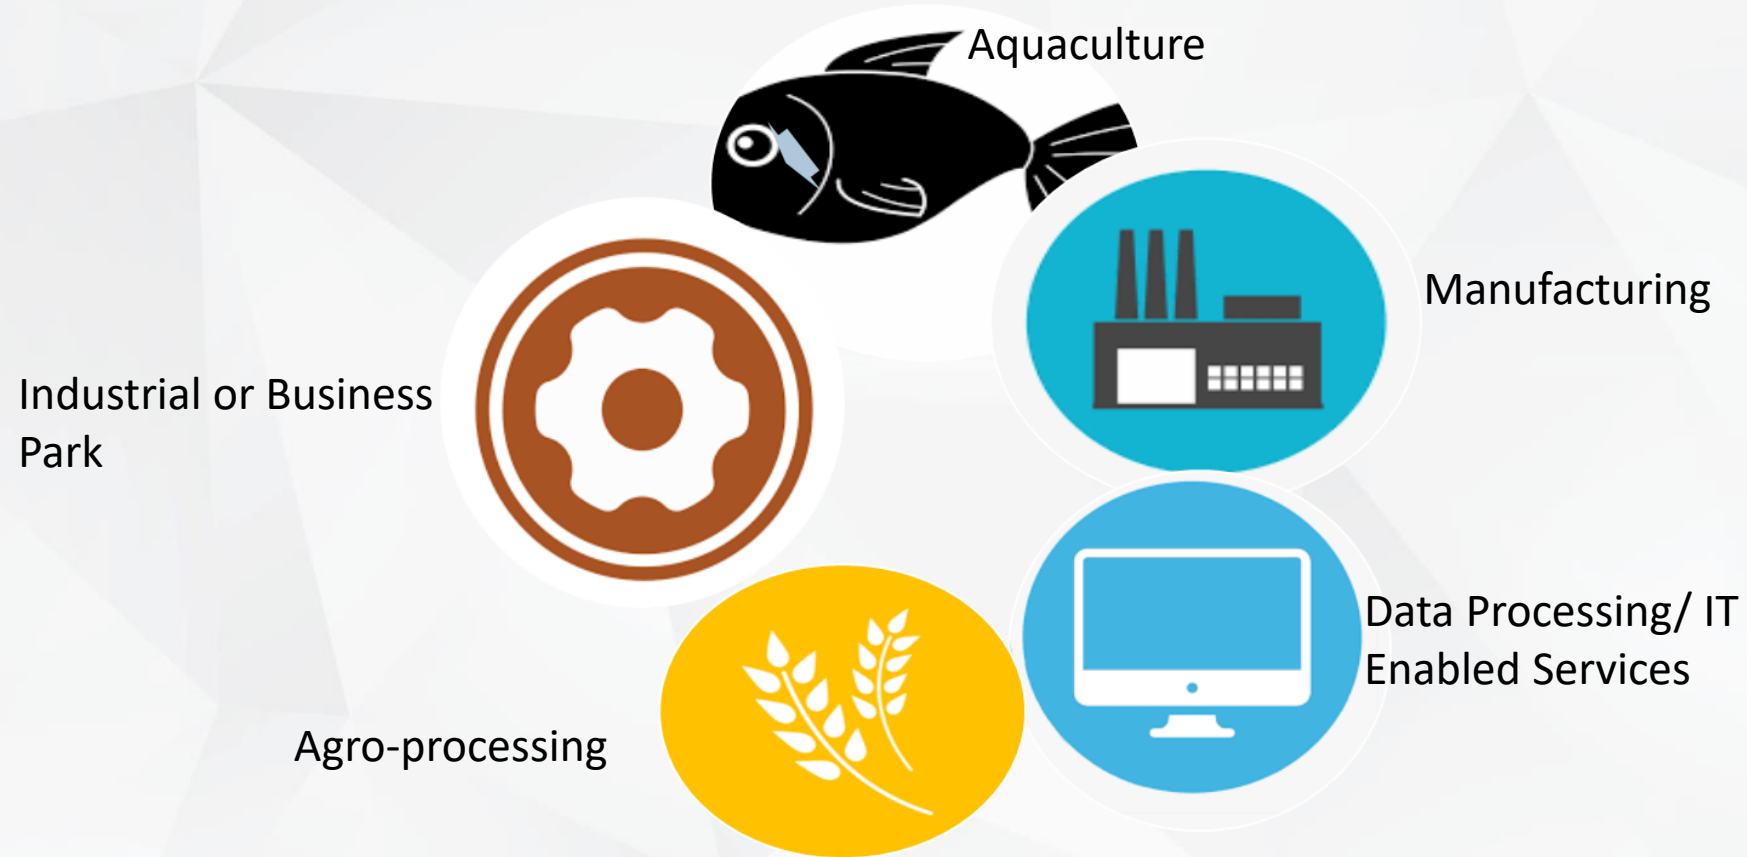 Aquaculture
Manufacturing
Industrial or Business
Park
Data Processing/ IT
Enabled Services
Agro-processing